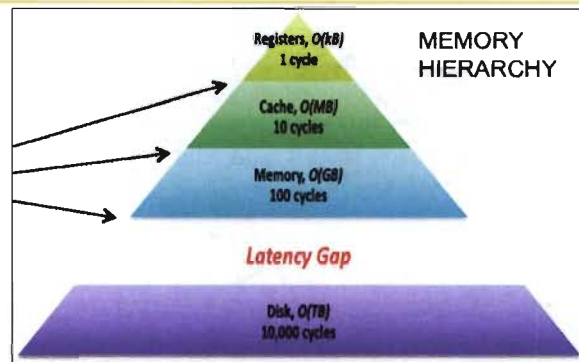 MEMORY
HIERARCHY
Registers, O(kB)
1 cycle
Cache, O(MB)
10 cycles
Memory, O(GB)
100 cycles
Latency Gap
Disk, O(TB)
10,000 cycles